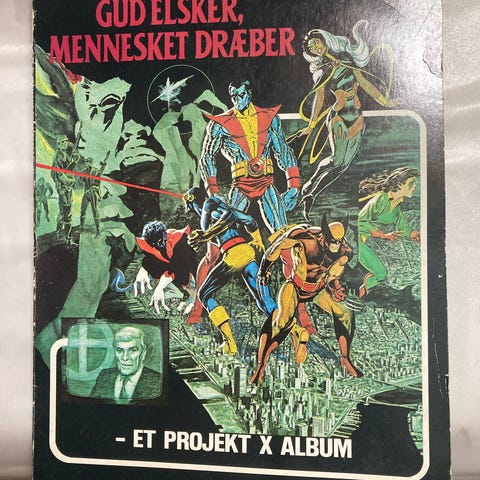 GUD ELSKER,
MENNESKET DRÆBER
- ET PROJEKT X ALBUM